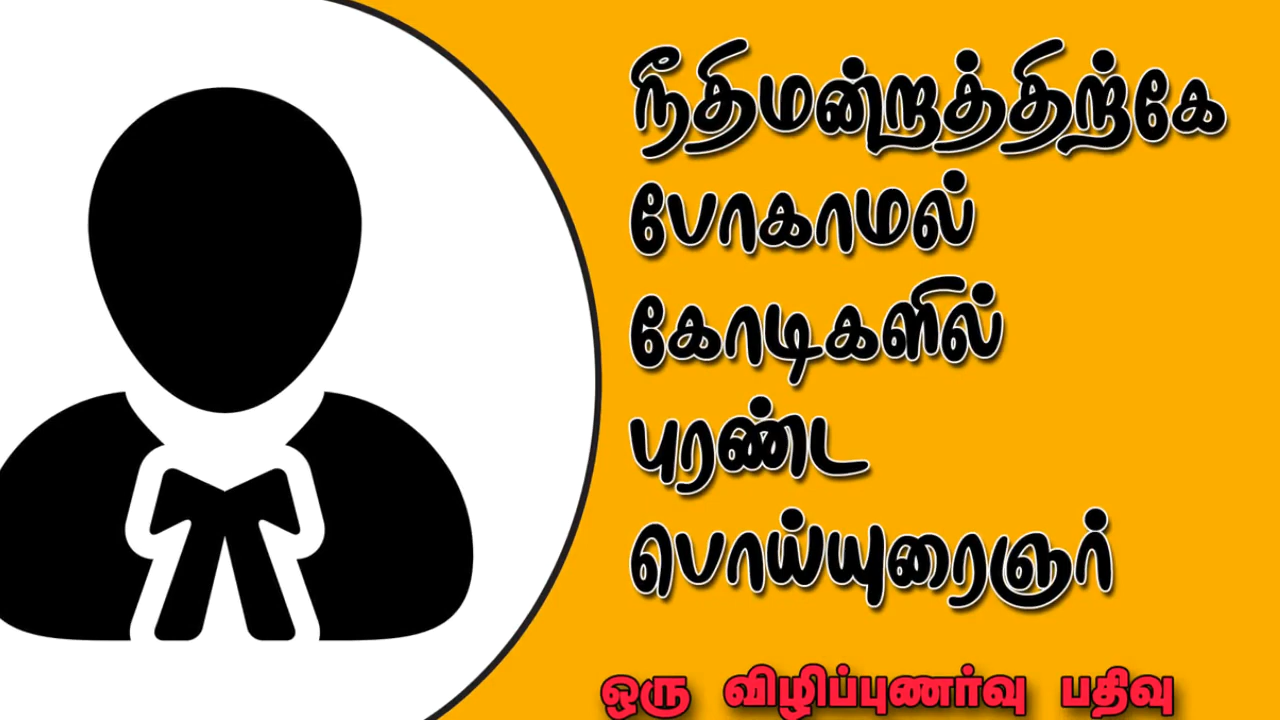 நீதிமன்றத்திற்கே
போகாமல்
கோடிகளில்
புரண்ட
பொய்யுரைஞர்
ஒரு விழிப்புணர்வு பதிவு